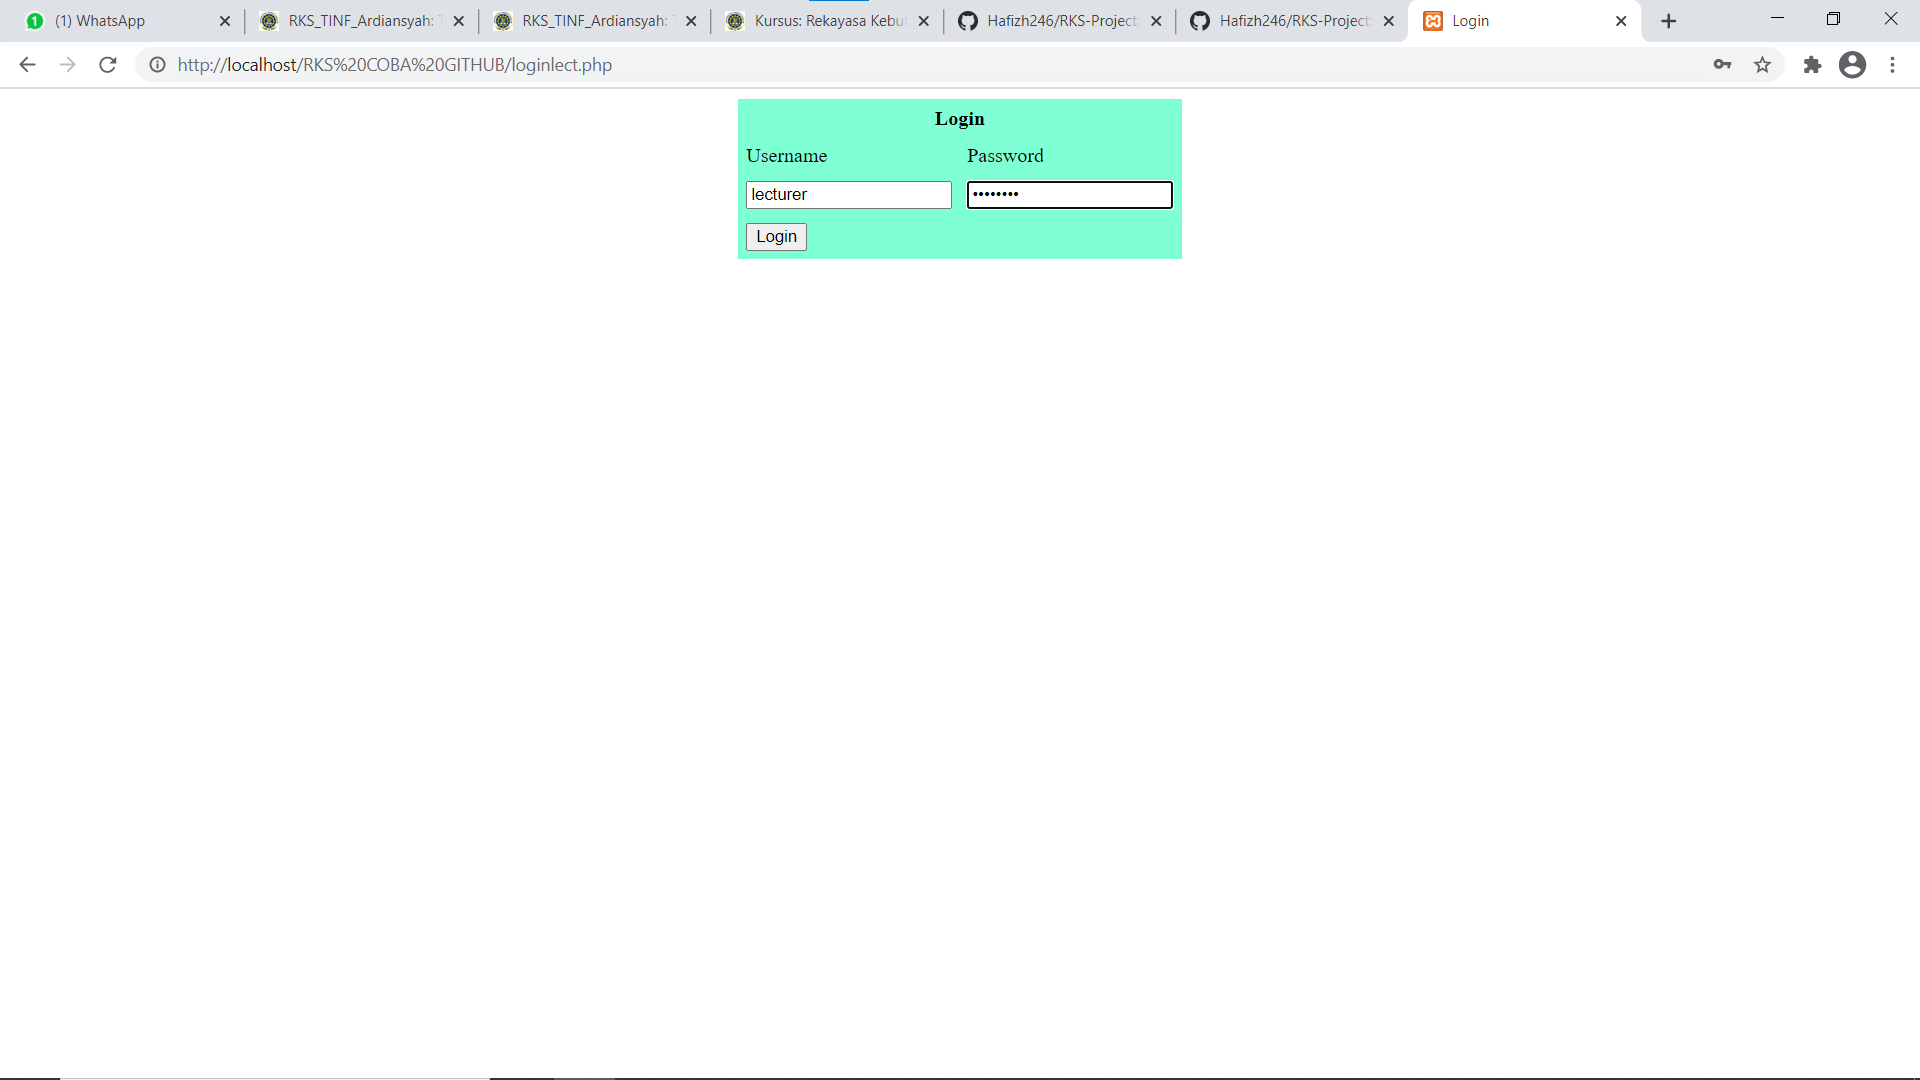 (1) WhatsApp
RKS_TINF_Ardiansyah:
RKS_TINF_Ardiansyah:
Kursus: Rekayasa Kebu
Hafizh246/RKS-Project
Hafizh246/RKS-Project
Login
http://localhost/RKS%20COBA%20GITHUB/loginlect.php
Login
Username Password
lecturer ••••••••
Login